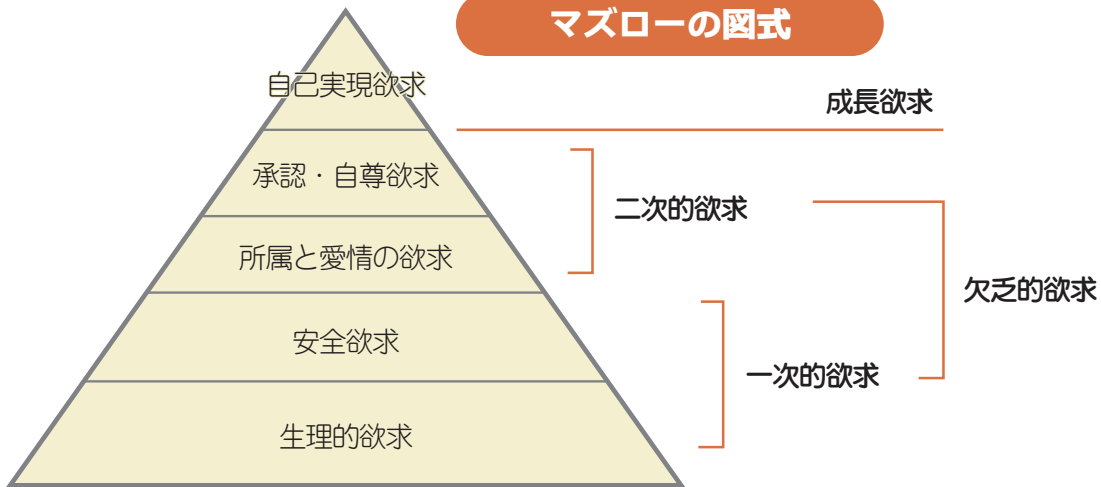 マズローの図式
自己実現欲求
成長欲求
承認・自尊欲求
二次的欲求
所属と愛情の欲求
欠乏的欲求
安全欲求
一次的欲求
生理的欲求